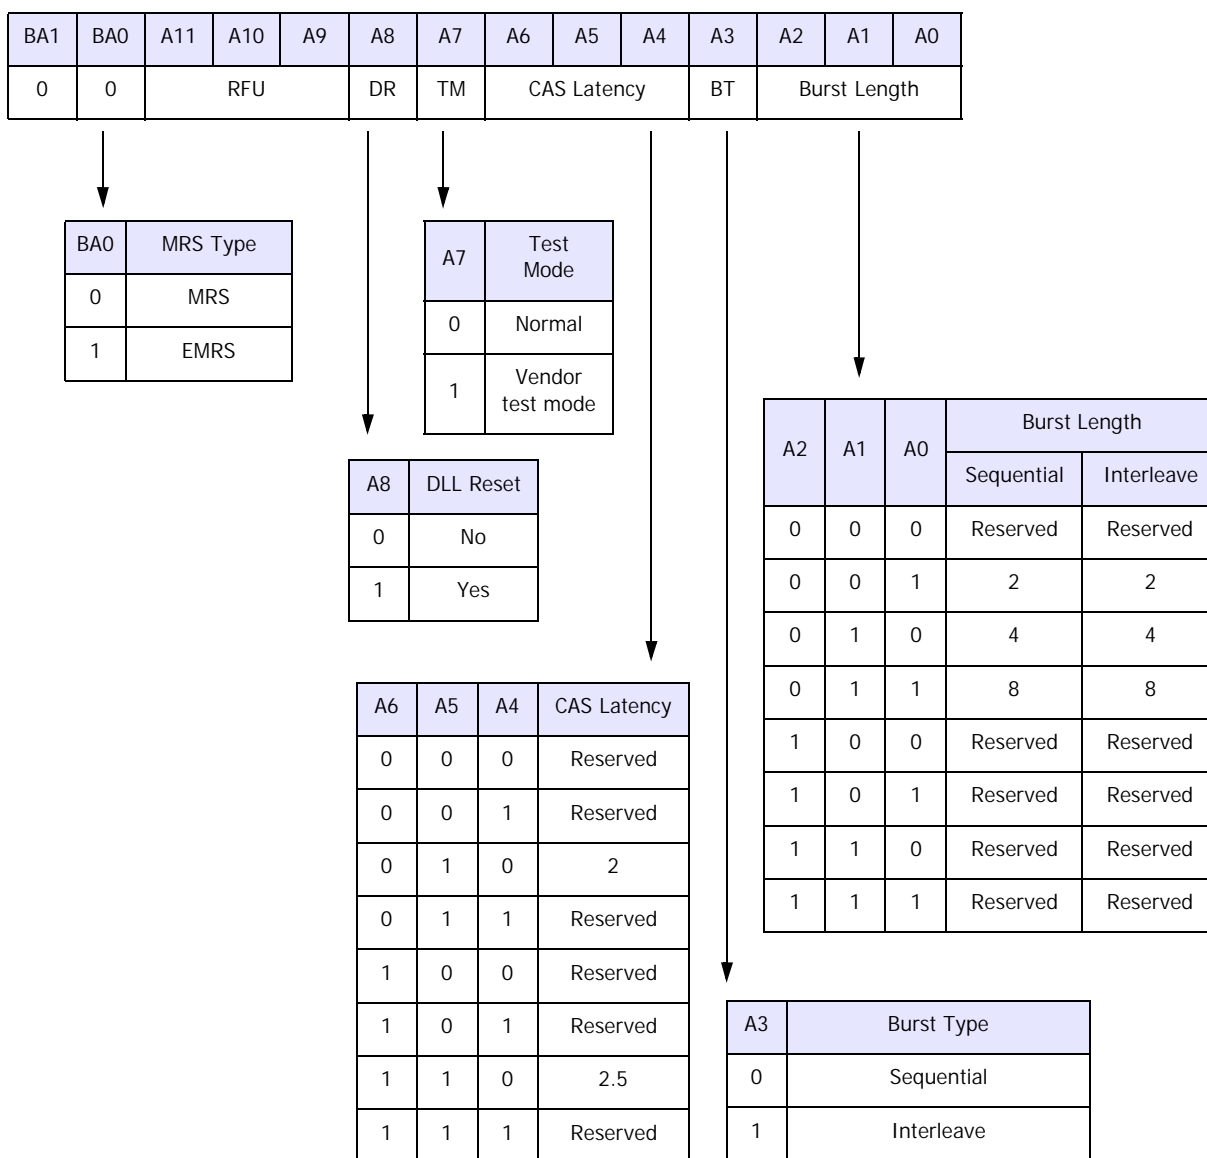 BA1 BA0 A11 A10 A9 A8 A7 A6 A5 A4 A3 A2 A1 A0
0 0 RFU DR TM CAS Latency BT Burst Length
BA0 MRS Type
0 MRS
1 EMRS
A7 Test
Mode
0 Normal
1 Vendor
test mode
A8 DLL Reset
0 No
1 Yes
A2 A1 A0 Burst Length
Sequential Interleave
0 0 0 Reserved Reserved
0 0 1 2 2
0 1 0 4 4
0 1 1 8 8
1 0 0 Reserved Reserved
1 0 1 Reserved Reserved
1 1 0 Reserved Reserved
1 1 1 Reserved Reserved
A6 A5 A4 CAS Latency
0 0 0 Reserved
0 0 1 Reserved
0 1 0 2
0 1 1 Reserved
1 0 0 Reserved
1 0 1 Reserved
1 1 0 2.5
1 1 1 Reserved
A3 Burst Type
0 Sequential
1 Interleave